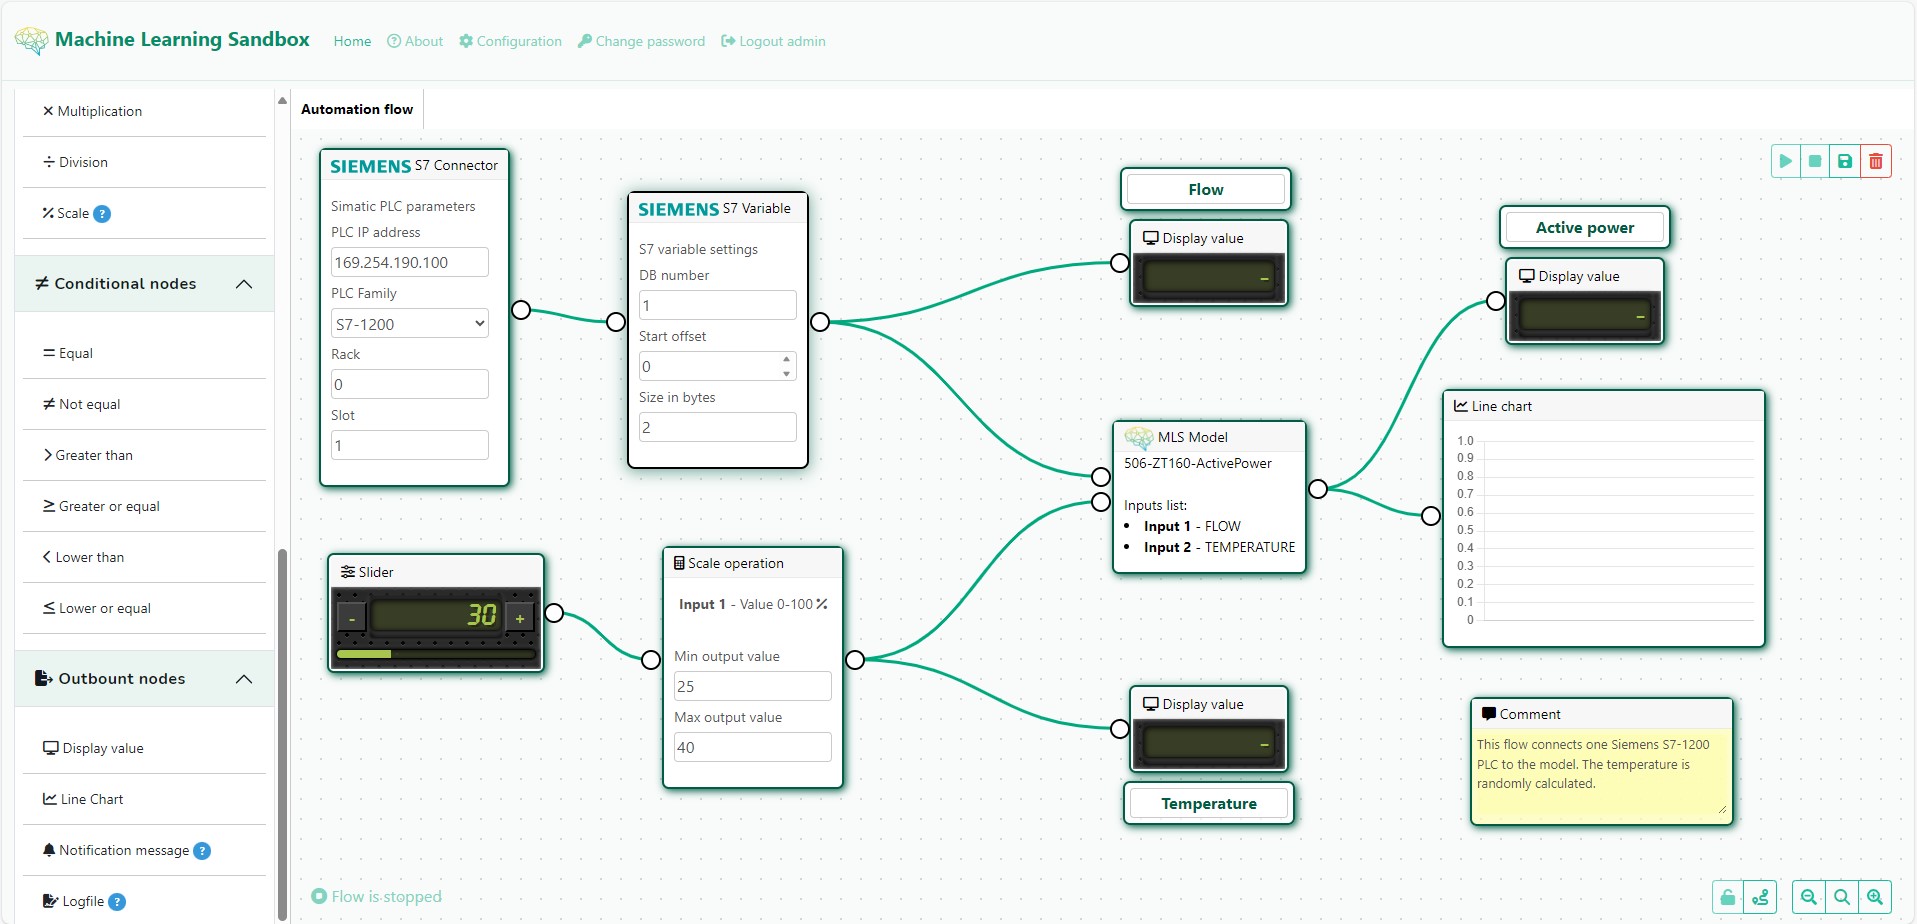 Machine Learning Sandbox
Home
About
Configuration
Change password
Logout admin
Multiplication
Division
Scale ?
Conditional nodes
Equal
Not equal
Greater than
Greater or equal
Lower than
Lower or equal
Outbount nodes
Display value
Line Chart
Notification message ?
Logfile ?
Automation flow
SIEMENS S7 Connector
Simatic PLC parameters
PLC IP address
169.254.190.100
PLC Family
S7-1200
Rack
0
Slot
1
SIEMENS S7 Variable
S7 variable settings
DB number
1
Start offset
0
Size in bytes
2
Slider
-
30
+
Scale operation
Input 1 - Value 0-100 %
Min output value
25
Max output value
40
Flow
Display value
-
MLS Model
506-ZT160-ActivePower
Inputs list:
• Input 1 - FLOW
• Input 2 - TEMPERATURE
Display value
-
Temperature
Active power
Display value
-
Line chart
1.0
0.9
0.8
0.7
0.6
0.5
0.4
0.3
0.2
0.1
0
Comment
This flow connects one Siemens S7-1200
PLC to the model. The temperature is
randomly calculated.
Flow is stopped